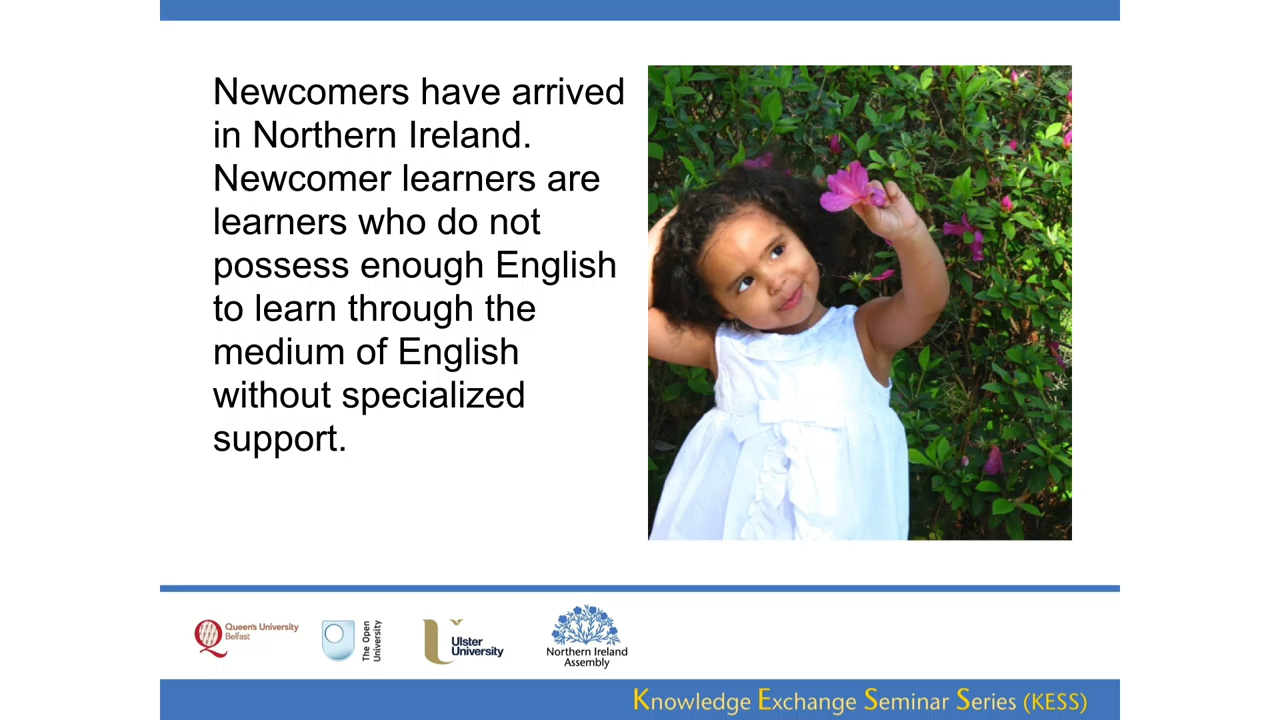 Newcomers have arrived
in Northern Ireland.
Newcomer learners are
learners who do not
possess enough English
to learn through the
medium of English
without specialized
support.
Queen's University
Belfast
The Open
University
Ulster
University
Northern Ireland
Assembly
Knowledge Exchange Seminar Series (KESS)